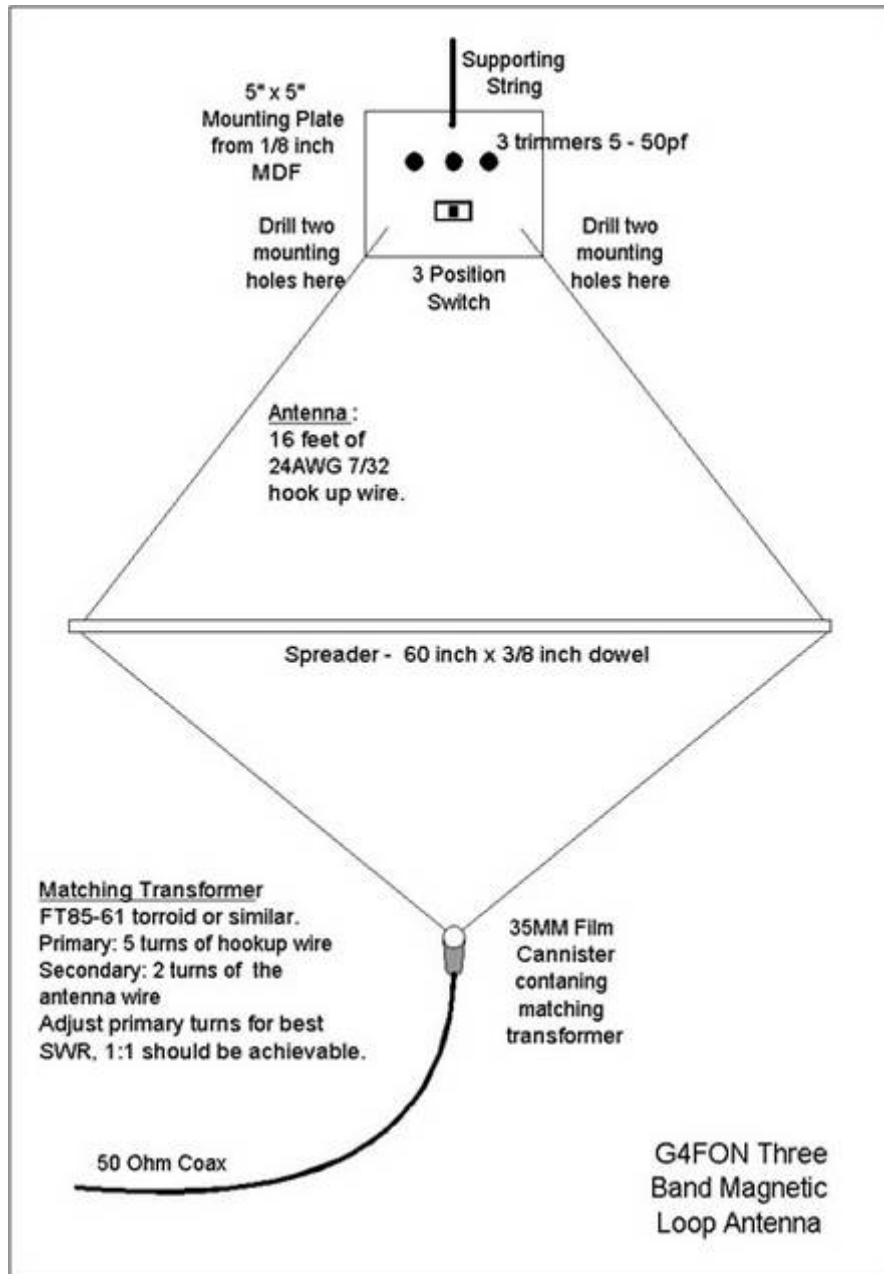 Supporting
String
5" x 5"
Mounting Plate
from 1/8 inch
MDF
3 trimmers 5 - 50pf
Drill two
mounting
holes here
Drill two
mounting
holes here
3 Position
Switch
Antenna :
16 feet of
24AWG 7/32
hook up wire.
Spreader - 60 inch x 3/8 inch dowel
Matching Transformer
FT85-61 torroid or similar.
Primary: 5 turns of hookup wire
Secondary: 2 turns of the
antenna wire
Adjust primary turns for best
SWR, 1:1 should be achievable.
35MM Film
Cannister
contaning
matching
transformer
50 Ohm Coax
G4FON Three
Band Magnetic
Loop Antenna